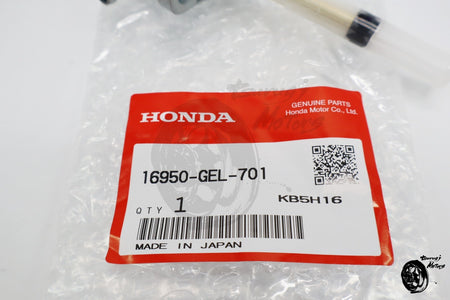 GENUINE PARTS
Honda Motor Co., Ltd.
HONDA
16950-GEL-701
KB5H16
QTY 1
MADE IN JAPAN